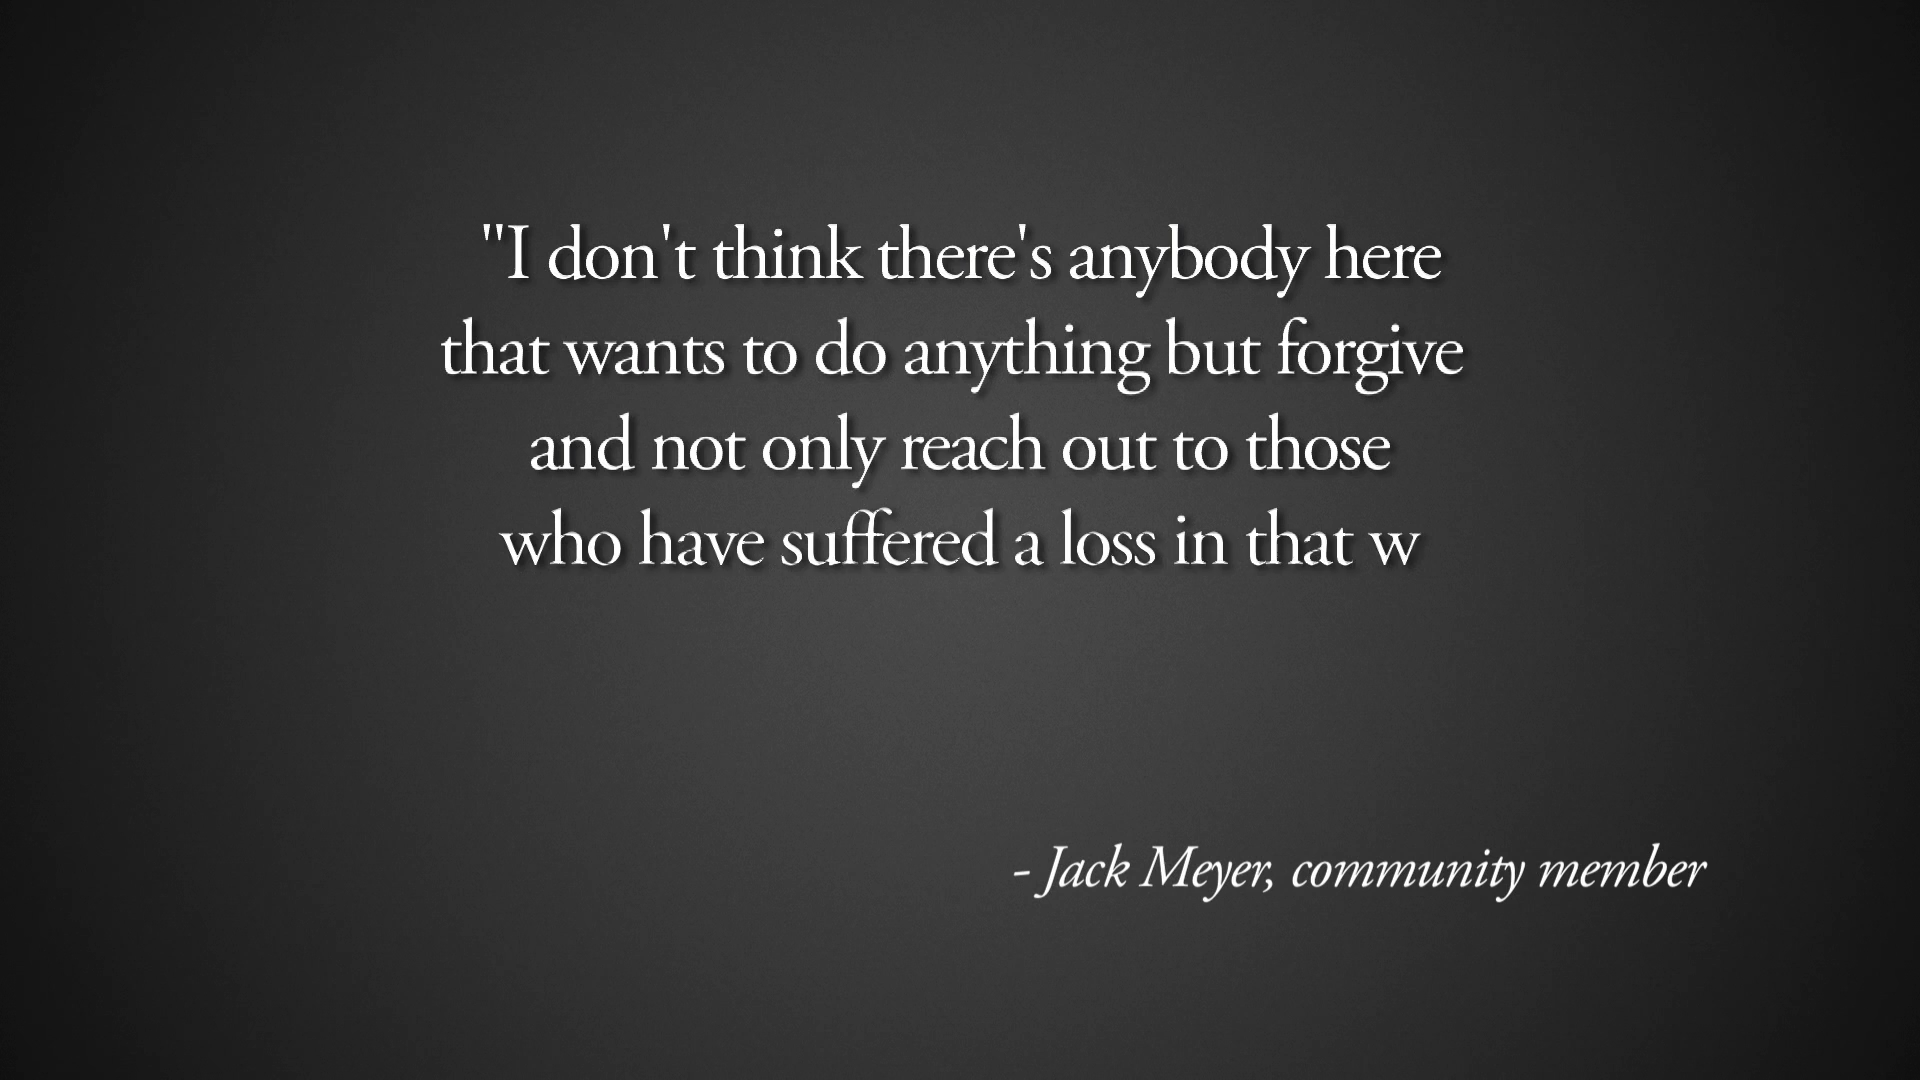 "I don't think there's anybody here
that wants to do anything but forgive
and not only reach out to those
who have suffered a loss in that w
- Jack Meyer, community member